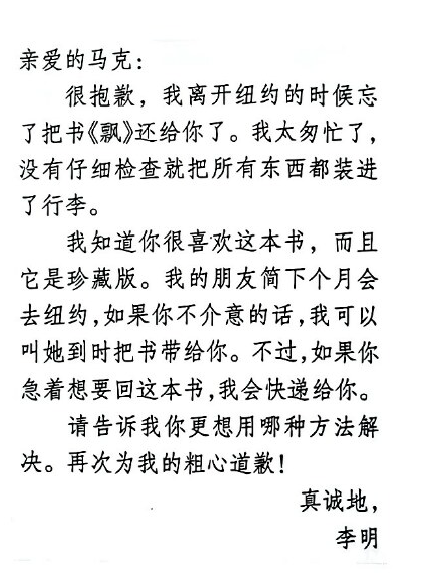 亲爱的马克:
很抱歉，我离开纽约的时候忘
了把书《飘》还给你了。我太匆忙了，
没有仔细检查就把所有东西都装进
了行李。
我知道你很喜欢这本书，而且
它是珍藏版。我的朋友简下个月会
去纽约,如果你不介意的话,我可以
叫她到时把书带给你。不过,如果你
急着想要回这本书,我会快递给你。
请告诉我你更想用哪种方法解
决。再次为我的粗心道歉!
真诚地,
李明